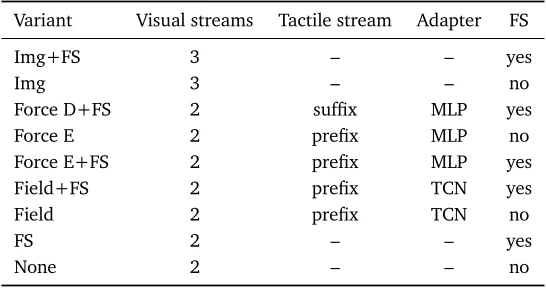 Variant Visual streams Tactile stream Adapter FS
Img+FS 3 – – yes
Img 3 – – no
Force D+FS 2 suffix MLP yes
Force E 2 prefix MLP no
Force E+FS 2 prefix MLP yes
Field+FS 2 prefix TCN yes
Field 2 prefix TCN no
FS 2 – – yes
None 2 – – no